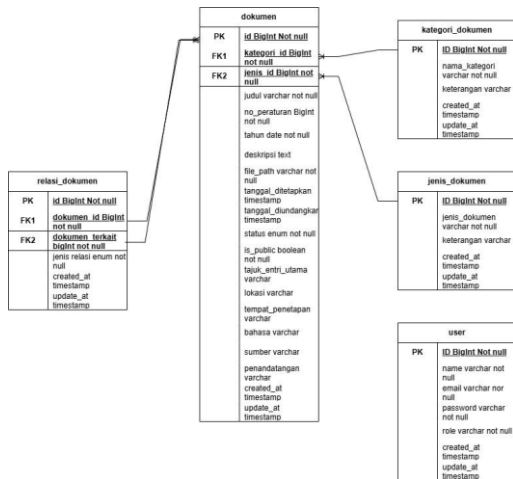 dokumen
PK id BigInt Not null
FK1 kategori_id BigInt
not null
FK2 jenis_id BigInt not
null
judul varchar not null
no_peraturan BigInt
not null
tahun date not null
deskripsi text
file_path varchar not
null
tanggal_ditetapkan
timestamp
tanggal_diundangkar
timestamp
status enum not null
is_public boolean
not null
tajuk_entri_utama
varchar
lokasi varchar
tempat_penetapan
varchar
bahasa varchar
sumber varchar
penandatangan
varchar
created_at
timestamp
update_at
timestamp
relasi_dokumen
PK id BigInt Not null
FK1 dokumen_id BigInt
not null
FK2 dokumen_terkait
bigInt not null
jenis relasi enum not
null
created_at
timestamp
update_at
timestamp
kategori_dokumen
PK ID BigInt Not null
nama_kategori
varchar not null
keterangan varchar
created_at
timestamp
update_at
timestamp
jenis_dokumen
PK ID BigInt Not null
jenis_dokumen
varchar not null
keterangan varchar
created_at
timestamp
update_at
timestamp
user
PK ID BigInt Not null
name varchar not
null
email varchar nor
null
password varchar
not null
role varchar not null
created_at
timestamp
update_at
timestamp